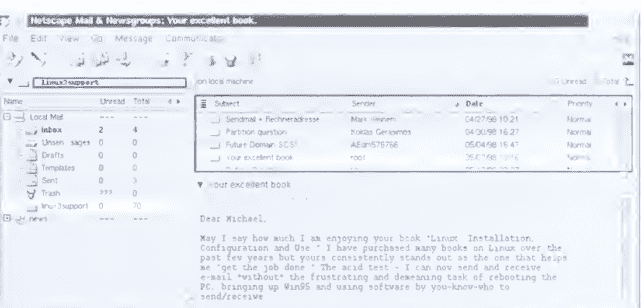 Netscape Mail & Newsgroups: Your excellent book.
File Edit View Go Message Communicator
linux3support on local machine Unread Total
Name Unread Total Subject Sender Date Priority
Local Mail
Inbox 2 4
Unsent
Drafts 0 0
Templates 0 0
Sent 0 3
Trash ??? 0
linux3support 0 70
news
Sendmail + Rechneradresse Mark 04/27/98 10:21 Normal
Partition question Gerasimos 04/30/98 16:27 Normal
Future Domain SCSI 05/04/98 16:47 Normal
Your excellent book root Normal
Your excellent book
Dear Michael,
May I say how much I am enjoying your book "Linux Installation,
Configuration and Use " I have purchased many books on Linux over the
past few years but yours consistently stands out as the one that helps
me "get the job done " The acid test - I can now send and receive
e-mail *without* the frustrating and demeaning task of rebooting the
PC, bringing up Win95 and using software by you-know-who to
send/receive